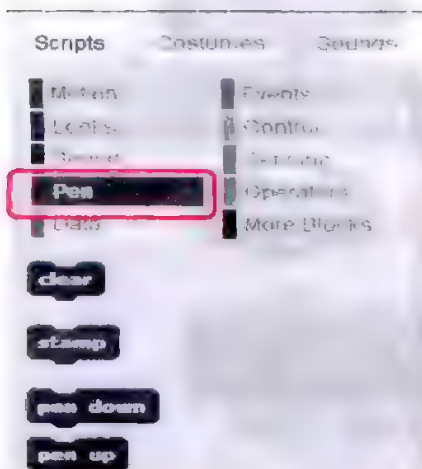 Scripts Costumes Sounds
Motion Events
Looks Control
Sound Sensing
Pen Operators
Data More Blocks
clear
stamp
pen down
pen up